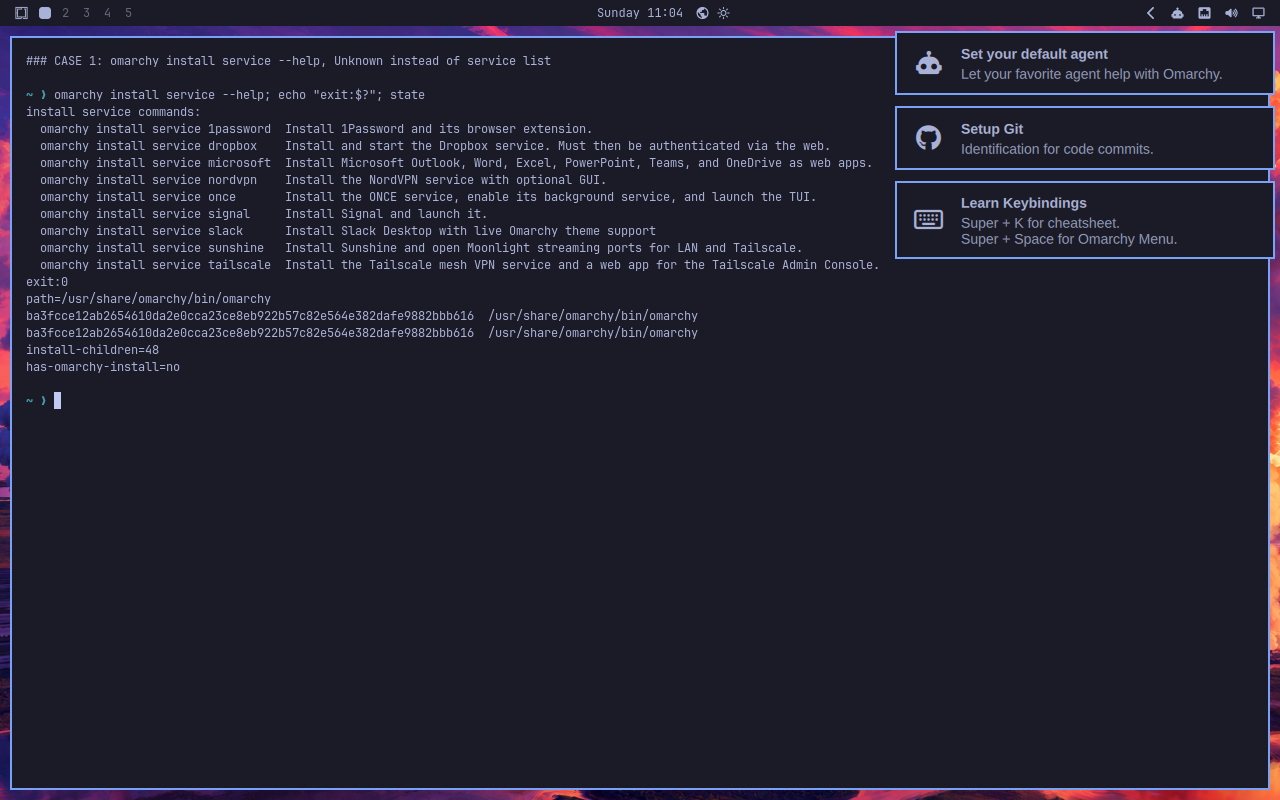 2 3 4 5
Sunday 11:04
### CASE 1: omarchy install service --help, Unknown instead of service list
~ ❯ omarchy install service --help; echo "exit:$?"; state
install service commands:
  omarchy install service 1password  Install 1Password and its browser extension.
  omarchy install service dropbox    Install and start the Dropbox service. Must then be authenticated via the web.
  omarchy install service microsoft  Install Microsoft Outlook, Word, Excel, PowerPoint, Teams, and OneDrive as web apps.
  omarchy install service nordvpn    Install the NordVPN service with optional GUI.
  omarchy install service once       Install the ONCE service, enable its background service, and launch the TUI.
  omarchy install service signal     Install Signal and launch it.
  omarchy install service slack      Install Slack Desktop with live Omarchy theme support
  omarchy install service sunshine   Install Sunshine and open Moonlight streaming ports for LAN and Tailscale.
  omarchy install service tailscale  Install the Tailscale mesh VPN service and a web app for the Tailscale Admin Console.
exit:0
path=/usr/share/omarchy/bin/omarchy
ba3fcce12ab2654610da2e0cca23ce8eb922b57c82e564e382dafe9882bbb616  /usr/share/omarchy/bin/omarchy
ba3fcce12ab2654610da2e0cca23ce8eb922b57c82e564e382dafe9882bbb616  /usr/share/omarchy/bin/omarchy
install-children=48
has-omarchy-install=no
~ ❯
Set your default agent
Let your favorite agent help with Omarchy.
Setup Git
Identification for code commits.
Learn Keybindings
Super + K for cheatsheet.
Super + Space for Omarchy Menu.